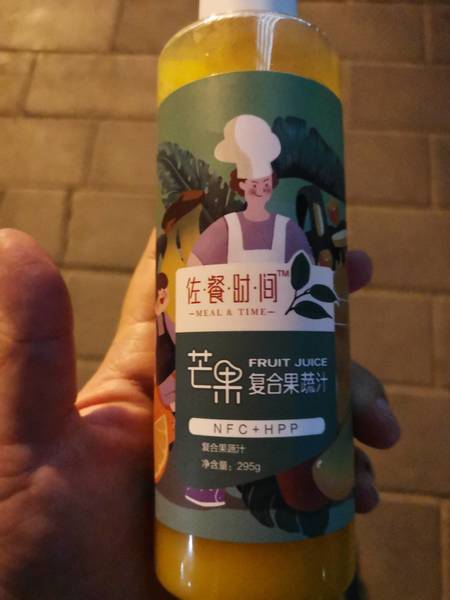 佐·餐·时·间™
MEAL & TIME
芒果
FRUIT JUICE
复合果蔬汁
NFC+HPP
复合果蔬汁
净含量：295g